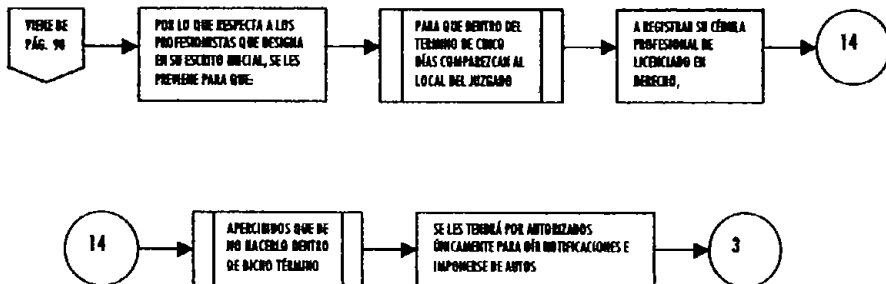 VIENE DE
PÁG. 98
POR LO QUE RESPECTA A LOS
PROFESIONISTAS QUE DESIGNA
EN SU ESCRITO INICIAL, SE LES
PREVIENE PARA QUE:
PARA QUE DENTRO DEL
TERMINO DE CINCO
DÍAS COMPAREZCAN AL
LOCAL DEL JUZGADO
A REGISTRAR SU CÉDULA
PROFESIONAL DE
LICENCIADO EN
DERECHO,
14
14
APERCIBIDOS QUE DE
NO HACERLO DENTRO
DE DICHO TÉRMINO
SE LES TENDRÁ POR AUTORIZADOS
ÚNICAMENTE PARA OÍR NOTIFICACIONES E
IMPONERSE DE AUTOS
3